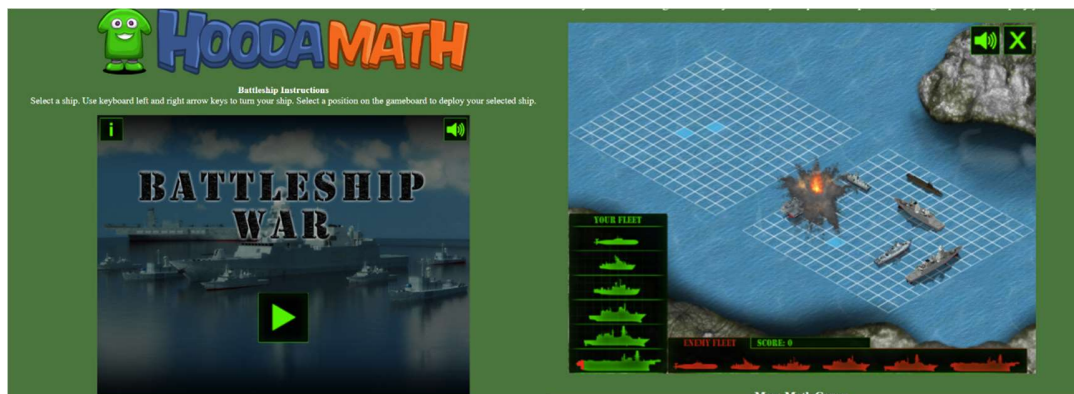 HOODAMATH
Battleship Instructions
Select a ship. Use keyboard left and right arrow keys to turn your ship. Select a position on the gameboard to deploy your selected ship.
i
BATTLESHIP
WAR
X
YOUR FLEET
ENEMY FLEET
SCORE: 0